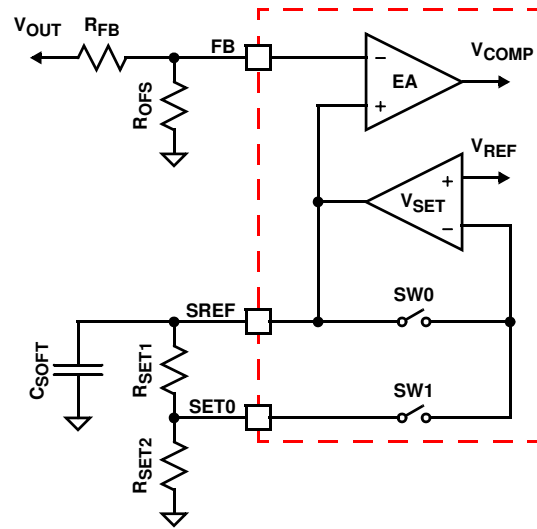 VOUT
RFB
FB
ROFS
−
EA
+
VCOMP
VREF
+
VSET
−
SREF
SW0
CSOFT
RSET1
SET0
SW1
RSET2